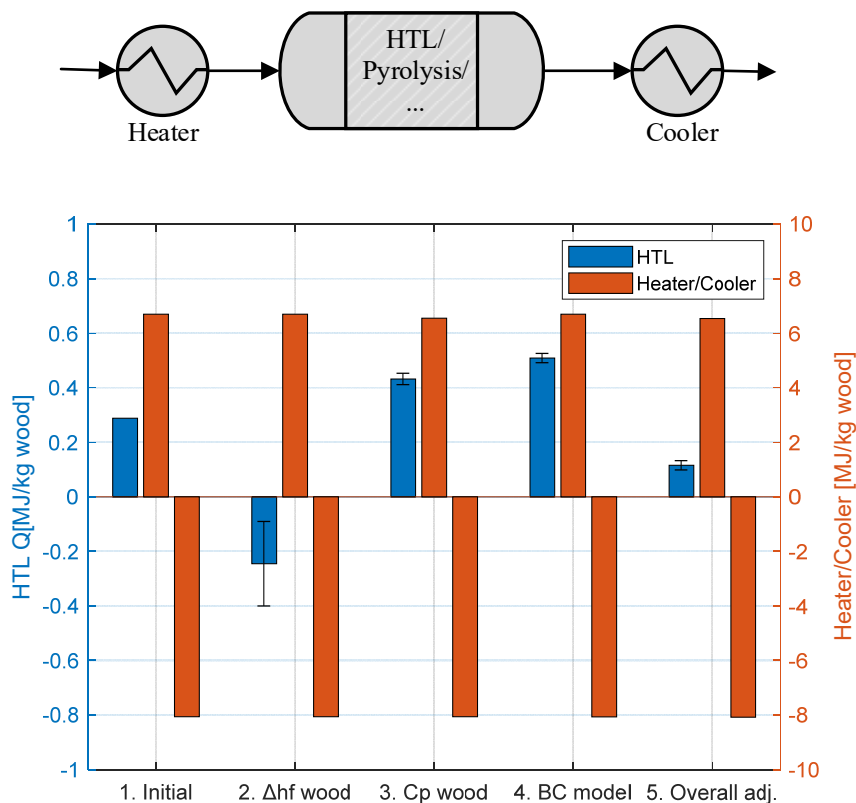 HTL/
Pyrolysis/
...
Heater
Cooler
1
0.8
0.6
0.4
0.2
0
-0.2
-0.4
-0.6
-0.8
-1
HTL Q[MJ/kg wood]
HTL
Heater/Cooler
10
8
6
4
2
0
-2
-4
-6
-8
-10
Heater/Cooler [MJ/kg wood]
1. Initial
2. Δhf wood
3. Cp wood
4. BC model
5. Overall adj.